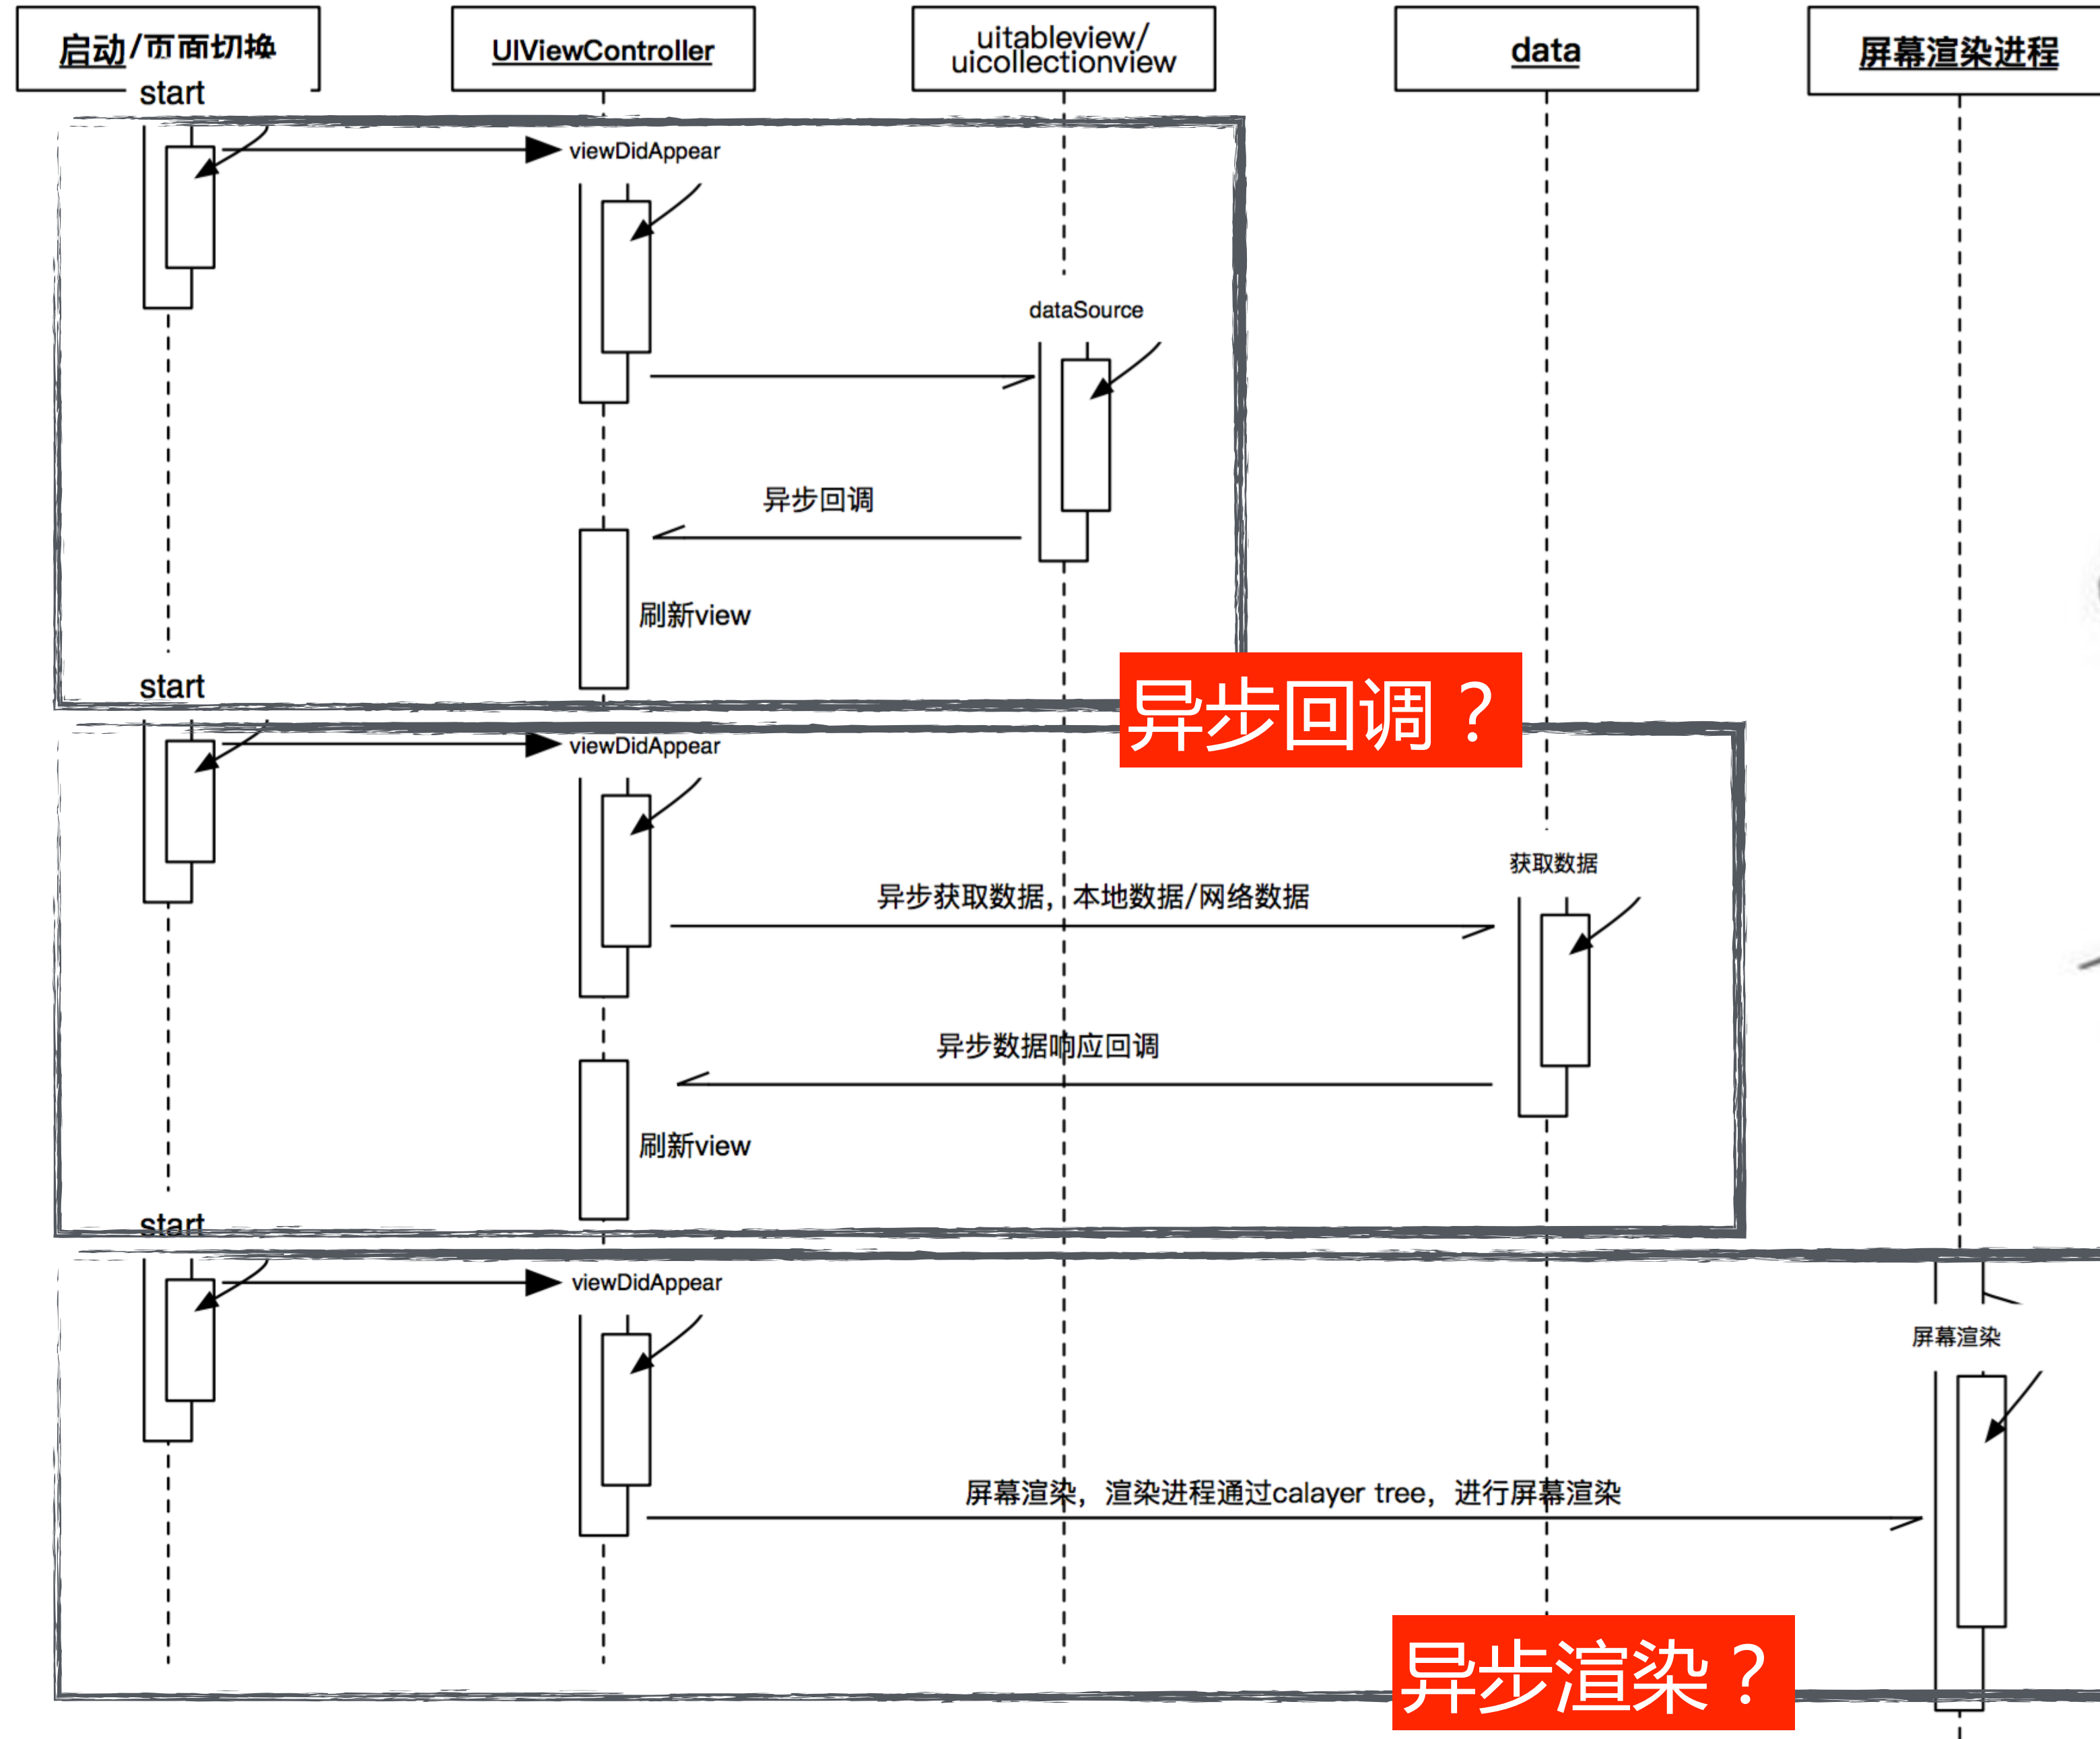 启动/页面切换
UIViewController
uitableview/
uicollectionview
data
屏幕渲染进程
start
viewDidAppear
dataSource
异步回调
刷新view
异步回调？
start
viewDidAppear
获取数据
异步获取数据，本地数据/网络数据
异步数据响应回调
刷新view
start
viewDidAppear
屏幕渲染
屏幕渲染，渲染进程通过calayer tree，进行屏幕渲染
异步渲染？